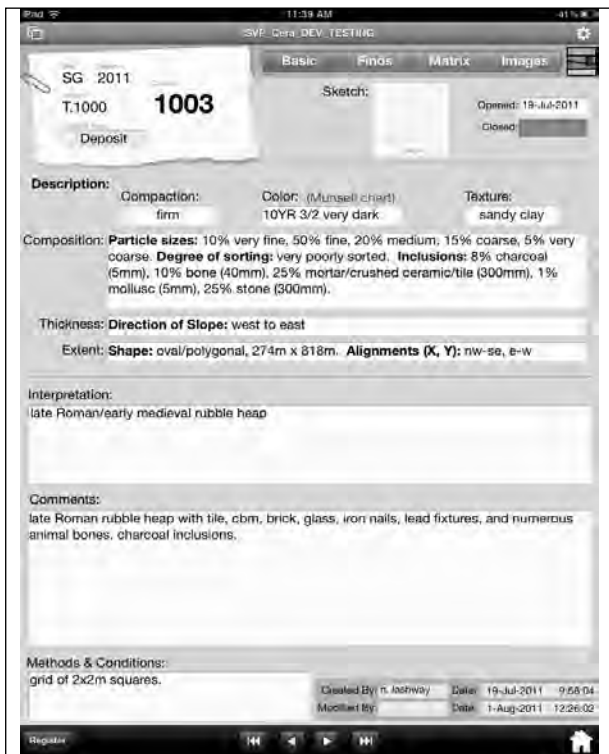 iPad 11:39 AM 41%
SVP_Cera_DEV_TESTING
Basic Finds Matrix Images
SG 2011
T.1000 1003
Deposit
Sketch:
Opened: 19-Jul-2011
Closed:
Description:
Compaction: Color: (Munsell chart) Texture:
firm 10YR 3/2 very dark sandy clay
Composition: Particle sizes: 10% very fine, 50% fine, 20% medium, 15% coarse, 5% very
coarse. Degree of sorting: very poorly sorted. Inclusions: 8% charcoal
(5mm), 10% bone (40mm), 25% mortar/crushed ceramic/tile (300mm), 1%
mollusc (5mm), 25% stone (300mm).
Thickness: Direction of Slope: west to east
Extent: Shape: oval/polygonal, 274m x 818m. Alignments (X, Y): nw-se, e-w
Interpretation:
late Roman/early medieval rubble heap
Comments:
late Roman rubble heap with tile, cbm, brick, glass, iron nails, lead fixtures, and numerous
animal bones, charcoal inclusions.
Methods & Conditions:
grid of 2x2m squares.
Created By: n. lashway Date: 19-Jul-2011 9:58:04
Modified By: Date: 1-Aug-2011 12:26:02
Register